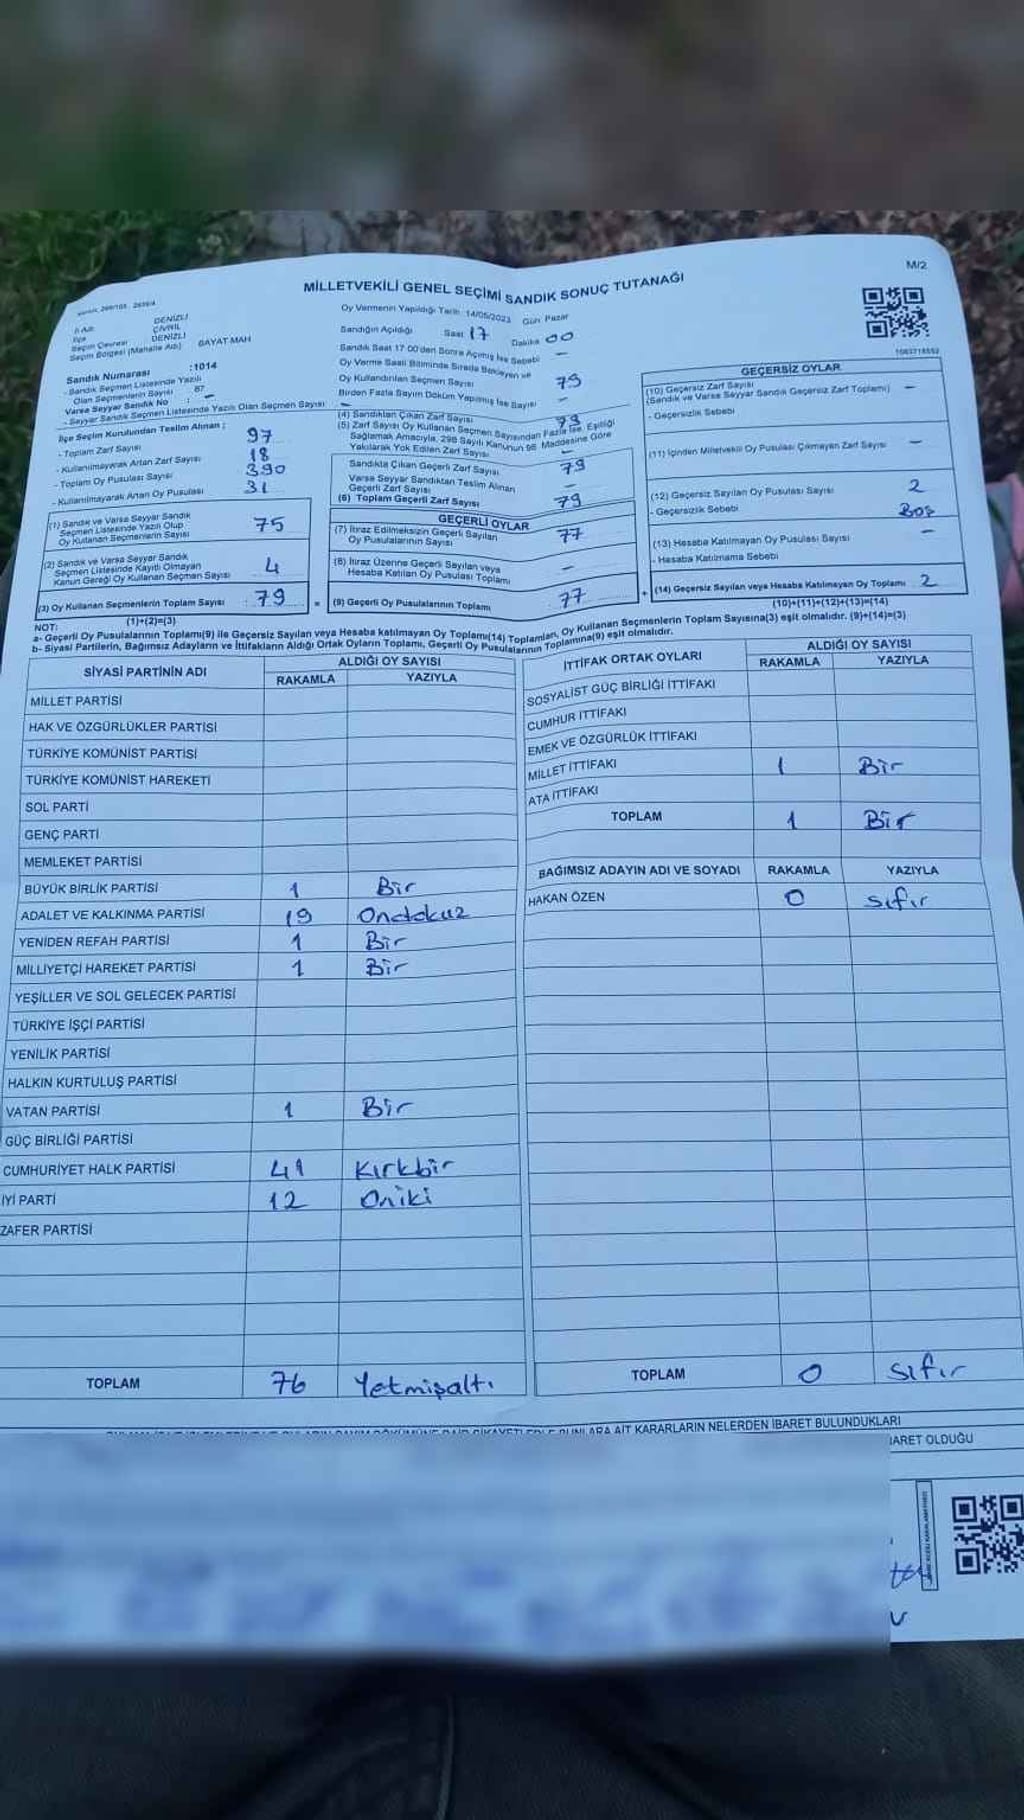 M/2
MİLLETVEKİLİ GENEL SEÇİMİ SANDIK SONUÇ TUTANAĞI
İl Adı DENİZLİ
İlçe ÇİVRİL
Seçim Çevresi DENİZLİ
Seçim Bölgesi (Mahalle Adı) GAYAT MAH
Sandık Numarası :1014
- Sandık Seçmen Listesinde Yazılı
Olan Seçmenlerin Sayısı : 87
Varsa Seyyar Sandık No : -
- Seyyar Sandık Seçmen Listesinde Yazılı Olan Seçmen Sayısı -
İlçe Seçim Kurulundan Teslim Alınan ;
- Toplam Zarf Sayısı 97
- Kullanılmayarak Artan Zarf Sayısı 18
- Toplam Oy Pusulası Sayısı 390
- Kullanılmayarak Artan Oy Pusulası 31
(1) Sandık ve Varsa Seyyar Sandık
Seçmen Listesinde Yazılı Olup
Oy Kullanan Seçmenlerin Sayısı 75
(2) Sandık ve Varsa Seyyar Sandık
Seçmen Listesinde Kayıtlı Olmayan
Kanun Gereği Oy Kullanan Seçmen Sayısı 4
(3) Oy Kullanan Seçmenlerin Toplam Sayısı : 79
(1)+(2)=(3)
Oy Vermenin Yapıldığı Tarih :14/05/2023 Gün: Pazar
Sandığın Açıldığı Saat 17 Dakika 00
Sandık Saat 17:00'den Sonra Açılmış İse Sebebi -
Oy Verme Saati Bitiminde Sırada Bekleyen ve
Oy Kullandırılan Seçmen Sayısı 79
Birden Fazla Sayım Döküm Yapılmış İse Sayısı -
(4) Sandıktan Çıkan Zarf Sayısı 79
(5) Zarf Sayısı Oy Kullanan Seçmen Sayısından Fazla İse, Eşitliği
Sağlamak Amacıyla, 298 Sayılı Kanunun 98. Maddesine Göre
Yakılarak Yok Edilen Zarf Sayısı -
Sandıkta Çıkan Geçerli Zarf Sayısı 79
Varsa Seyyar Sandıktan Teslim Alınan
Geçerli Zarf Sayısı -
(6) Toplam Geçerli Zarf Sayısı 79
GEÇERLİ OYLAR
(7) İtiraz Edilmeksizin Geçerli Sayılan
Oy Pusulalarının Sayısı 77
(8) İtiraz Üzerine Geçerli Sayılan veya
Hesaba Katılan Oy Pusulası Toplamı -
= (9) Geçerli Oy Pusulalarının Toplamı 77
1063718552
GEÇERSİZ OYLAR
(10) Geçersiz Zarf Sayısı
(Sandık ve Varsa Seyyar Sandık Geçersiz Zarf Toplamı) -
- Geçersizlik Sebebi
(11) İçinden Milletvekili Oy Pusulası Çıkmayan Zarf Sayısı -
(12) Geçersiz Sayılan Oy Pusulası Sayısı 2
- Geçersizlik Sebebi Boş
(13) Hesaba Katılmayan Oy Pusulası Sayısı -
- Hesaba Katılmama Sebebi
+ (14) Geçersiz Sayılan veya Hesaba Katılmayan Oy Toplamı 2
(10)+(11)+(12)+(13)=(14)
NOT:
a- Geçerli Oy Pusulalarının Toplamı(9) ile Geçersiz Sayılan veya Hesaba katılmayan Oy Toplamı(14) Toplamları, Oy Kullanan Seçmenlerin Toplam Sayısına(3) eşit olmalıdır. (9)+(14)=(3)
b- Siyasi Partilerin, Bağımsız Adayların ve İttifakların Aldığı Ortak Oyların Toplamı, Geçerli Oy Pusulalarının Toplamına(9) eşit olmalıdır.
SİYASİ PARTİNİN ADI ALDIĞI OY SAYISI
RAKAMLA YAZIYLA
MİLLET PARTİSİ
HAK VE ÖZGÜRLÜKLER PARTİSİ
TÜRKİYE KOMÜNİST PARTİSİ
TÜRKİYE KOMÜNİST HAREKETİ
SOL PARTİ
GENÇ PARTİ
MEMLEKET PARTİSİ
BÜYÜK BİRLİK PARTİSİ 1 Bir
ADALET VE KALKINMA PARTİSİ 19 Ondokuz
YENİDEN REFAH PARTİSİ 1 Bir
MİLLİYETÇİ HAREKET PARTİSİ 1 Bir
YEŞİLLER VE SOL GELECEK PARTİSİ
TÜRKİYE İŞÇİ PARTİSİ
YENİLİK PARTİSİ
HALKIN KURTULUŞ PARTİSİ
VATAN PARTİSİ 1 Bir
GÜÇ BİRLİĞİ PARTİSİ
CUMHURİYET HALK PARTİSİ 41 Kırkbir
İYİ PARTİ 12 Oniki
ZAFER PARTİSİ
TOPLAM 76 Yetmişaltı
İTTİFAK ORTAK OYLARI ALDIĞI OY SAYISI
RAKAMLA YAZIYLA
SOSYALİST GÜÇ BİRLİĞİ İTTİFAKI
CUMHUR İTTİFAKI
EMEK VE ÖZGÜRLÜK İTTİFAKI
MİLLET İTTİFAKI 1 Bir
ATA İTTİFAKI
TOPLAM 1 Bir
BAĞIMSIZ ADAYIN ADI VE SOYADI RAKAMLA YAZIYLA
HAKAN ÖZEN 0 sıfır
TOPLAM 0 sıfır
KARARLARIN NELERDEN İBARET BULUNDUKLARI
OLDUĞU